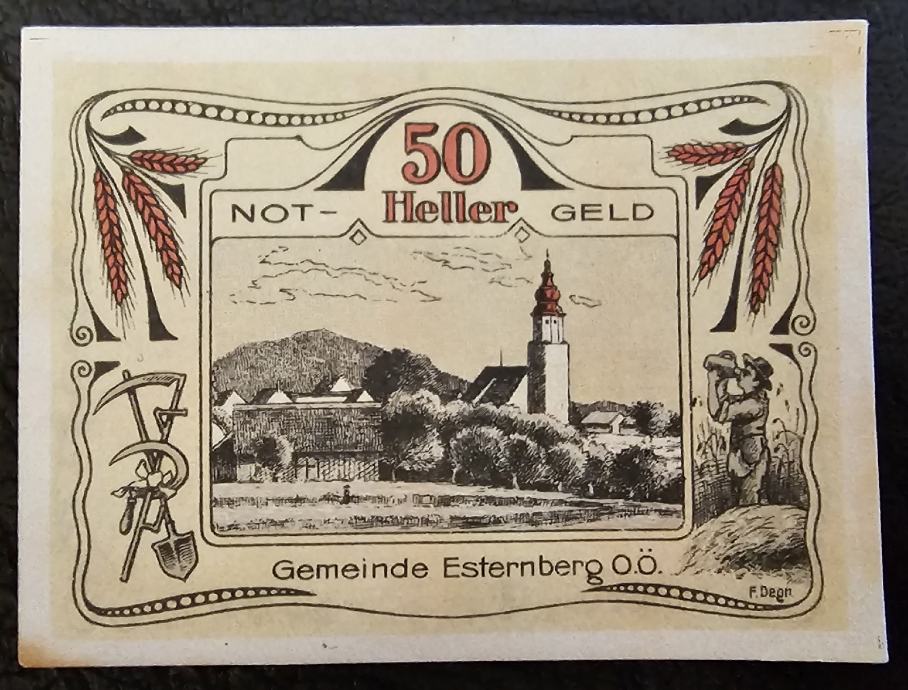 50
Heller
NOT- GELD
Gemeinde Esternberg O.Ö.
F. Degn